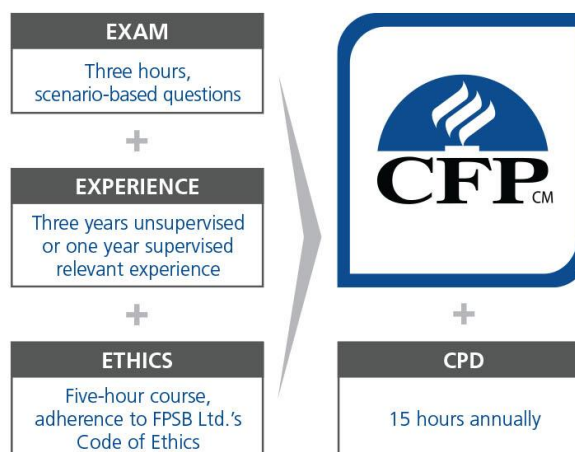 EXAM
Three hours,
scenario-based questions
+
EXPERIENCE
Three years unsupervised
or one year supervised
relevant experience
+
ETHICS
Five-hour course,
adherence to FPSB Ltd.'s
Code of Ethics
CFP CM
+
CPD
15 hours annually